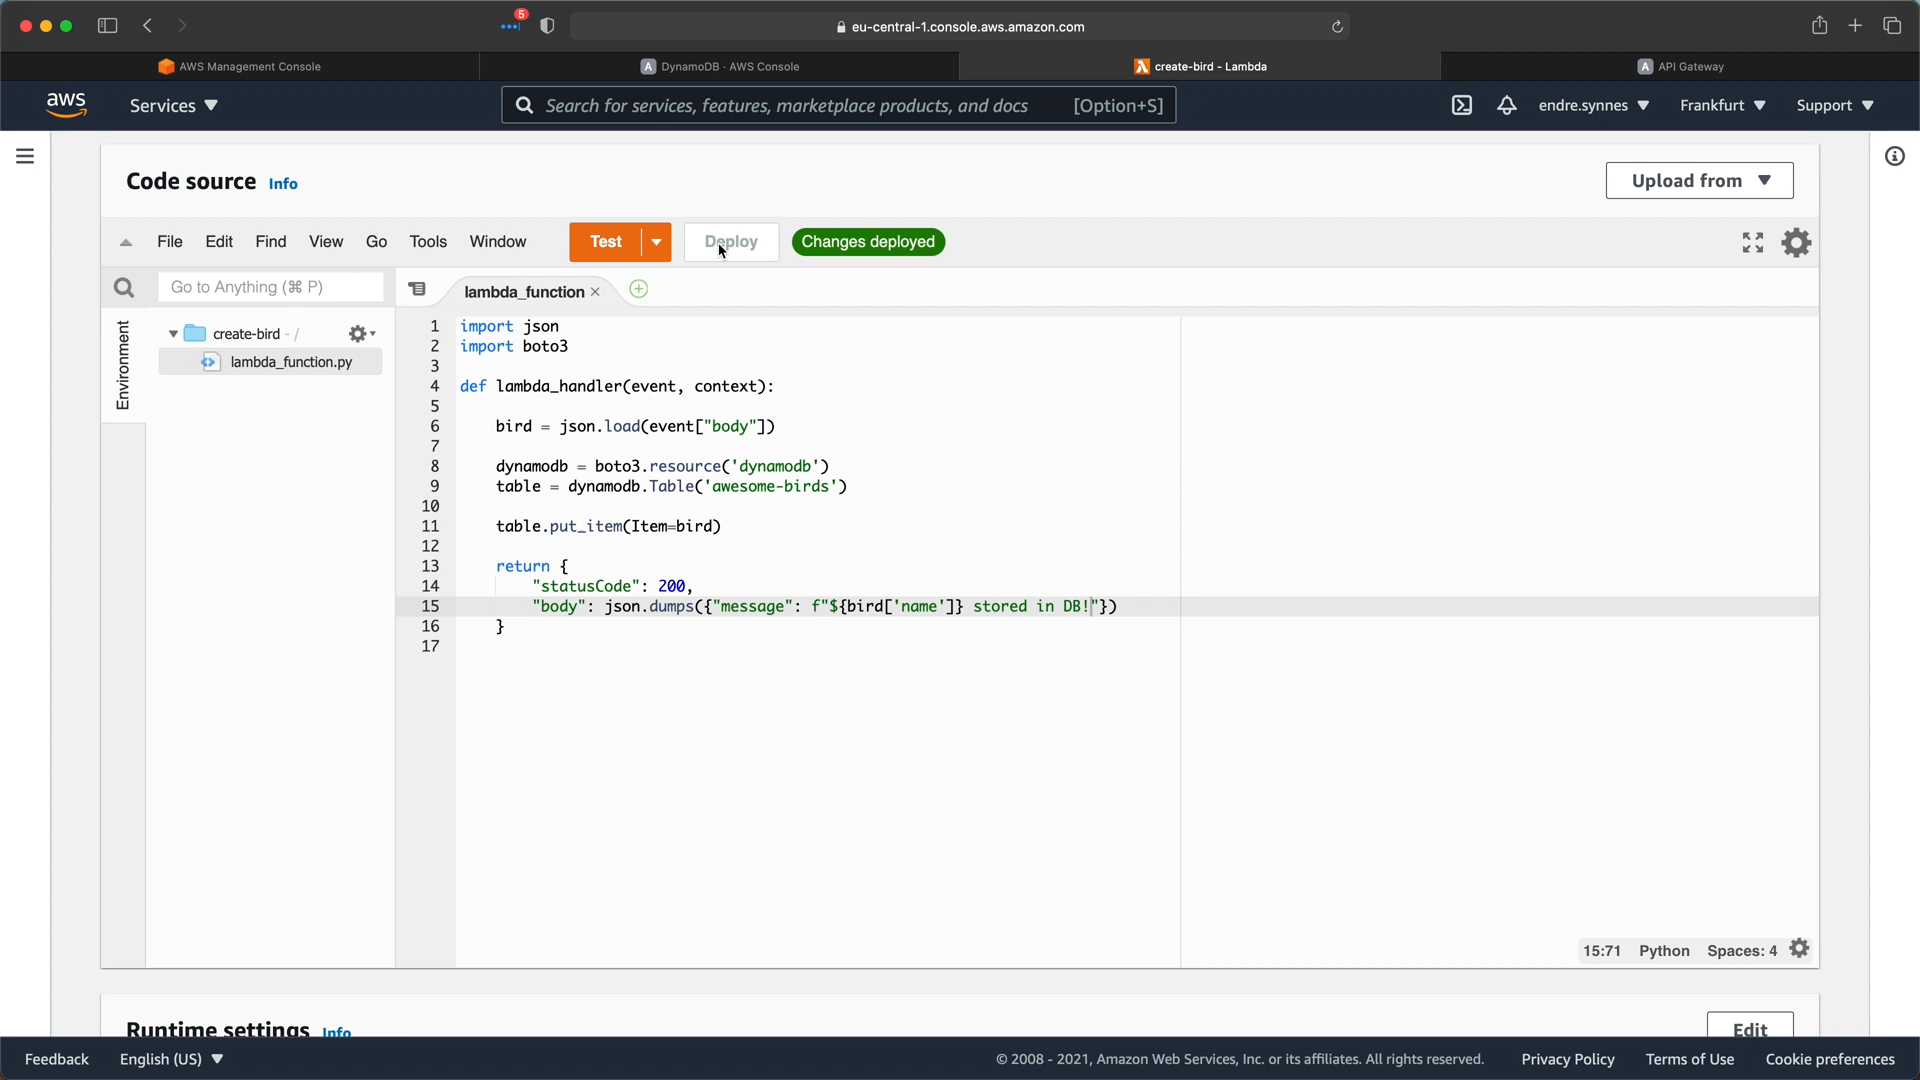 5
eu-central-1.console.aws.amazon.com
AWS Management Console
A DynamoDB · AWS Console
create-bird - Lambda
A API Gateway
aws
Services ▼
Search for services, features, marketplace products, and docs [Option+S]
endre.synnes ▼
Frankfurt ▼
Support ▼
Code source Info
Upload from ▼
File Edit Find View Go Tools Window
Test
Deploy
Changes deployed
Go to Anything (⌘ P)
lambda_function ×
Environment
create-bird - /
lambda_function.py
1 import json
2 import boto3
3
4 def lambda_handler(event, context):
5
6 bird = json.load(event["body"])
7
8 dynamodb = boto3.resource('dynamodb')
9 table = dynamodb.Table('awesome-birds')
10
11 table.put_item(Item=bird)
12
13 return {
14 "statusCode": 200,
15 "body": json.dumps({"message": f"${bird['name']} stored in DB!"})
16 }
17
15:71 Python Spaces: 4
Runtime settings Info
Edit
Feedback English (US) ▼
© 2008 - 2021, Amazon Web Services, Inc. or its affiliates. All rights reserved. Privacy Policy Terms of Use Cookie preferences